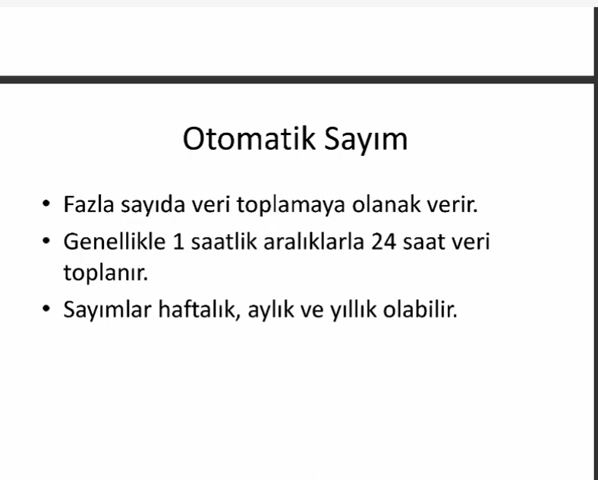 Otomatik Sayım
• Fazla sayıda veri toplamaya olanak verir.
• Genellikle 1 saatlik aralıklarla 24 saat veri
toplanır.
• Sayımlar haftalık, aylık ve yıllık olabilir.